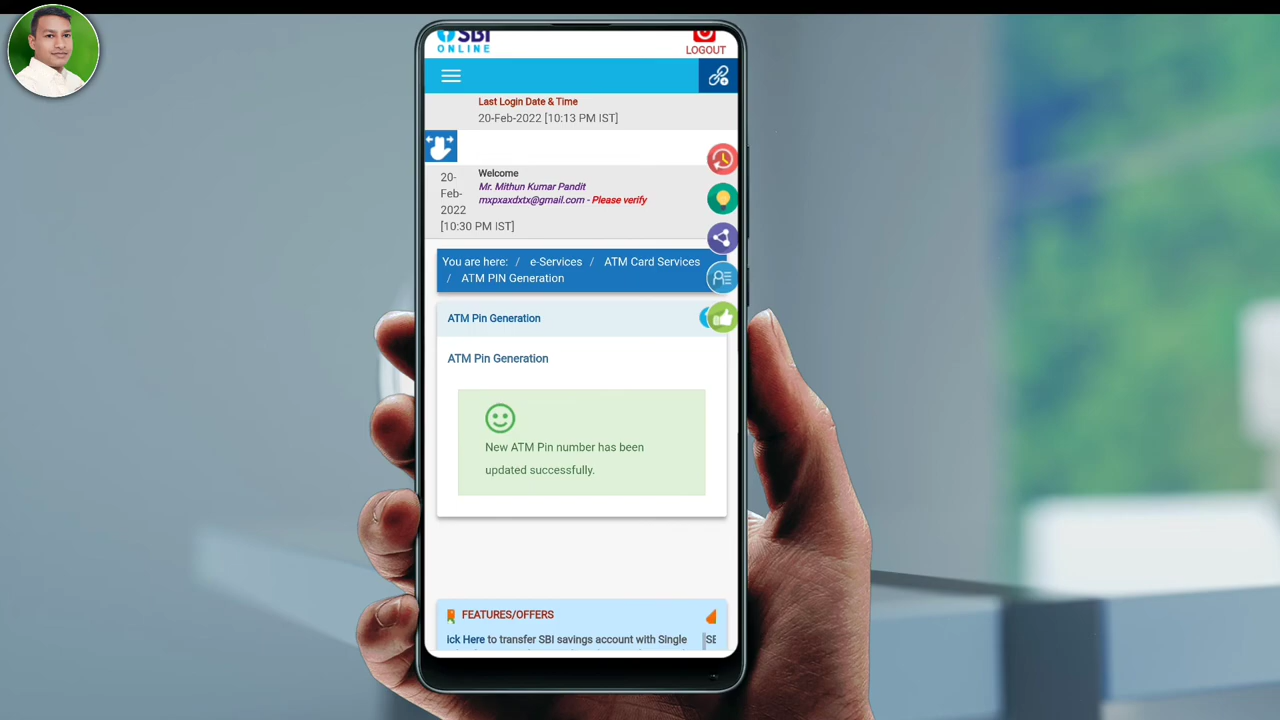 SBI
ONLINE
LOGOUT
Last Login Date & Time
20-Feb-2022 [10:13 PM IST]
20-
Feb-
2022
[10:30 PM IST]
Welcome
Mr. Mithun Kumar Pandit
mxpxaxdxtx@gmail.com - Please verify
You are here: / e-Services / ATM Card Services
/ ATM PIN Generation
ATM Pin Generation
ATM Pin Generation
New ATM Pin number has been
updated successfully.
FEATURES/OFFERS
ick Here to transfer SBI savings account with Single